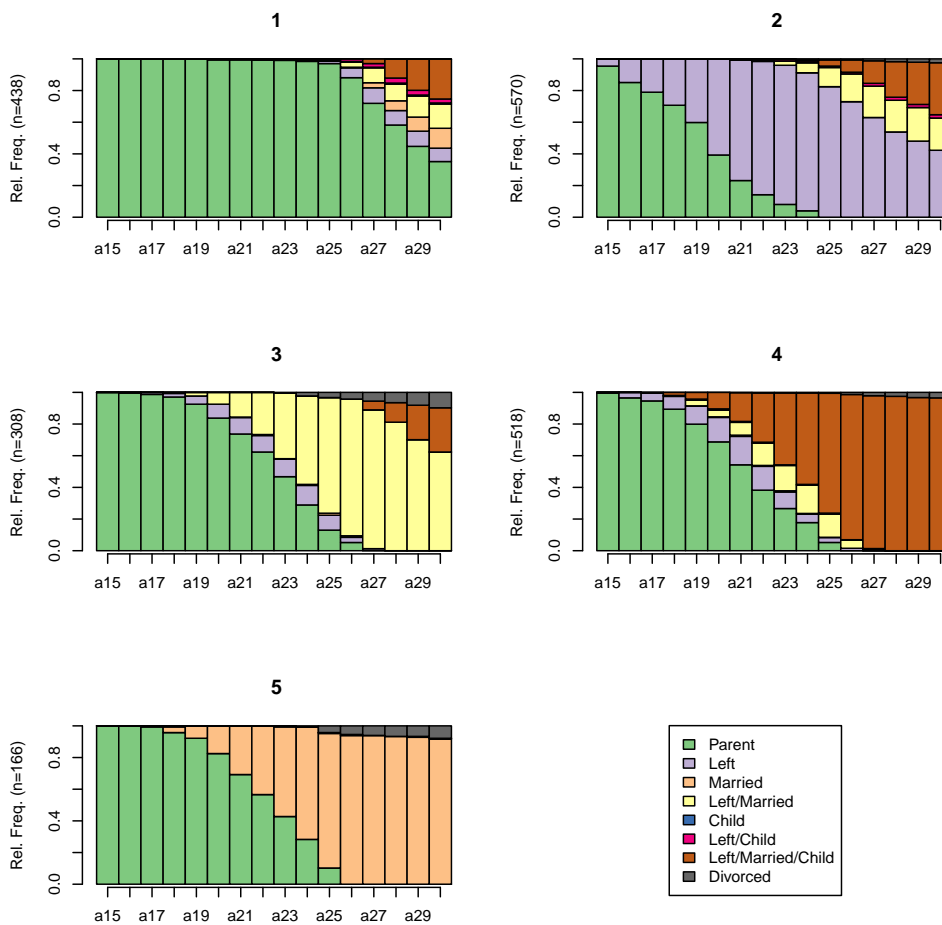 1
Rel. Freq. (n=438)
0.0 0.4 0.8
a15 a17 a19 a21 a23 a25 a27 a29
2
Rel. Freq. (n=570)
0.0 0.4 0.8
a15 a17 a19 a21 a23 a25 a27 a29
3
Rel. Freq. (n=308)
0.0 0.4 0.8
a15 a17 a19 a21 a23 a25 a27 a29
4
Rel. Freq. (n=518)
0.0 0.4 0.8
a15 a17 a19 a21 a23 a25 a27 a29
5
Rel. Freq. (n=166)
0.0 0.4 0.8
a15 a17 a19 a21 a23 a25 a27 a29
Parent
Left
Married
Left/Married
Child
Left/Child
Left/Married/Child
Divorced